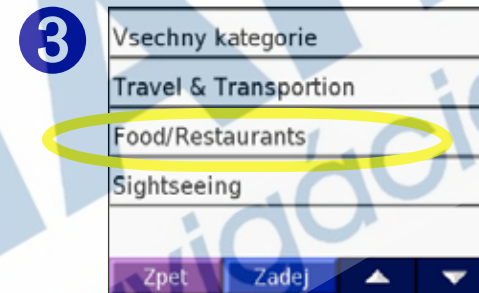 3
Vsechny kategorie
Travel & Transportion
Food/Restaurants
Sightseeing
Zpet Zadej